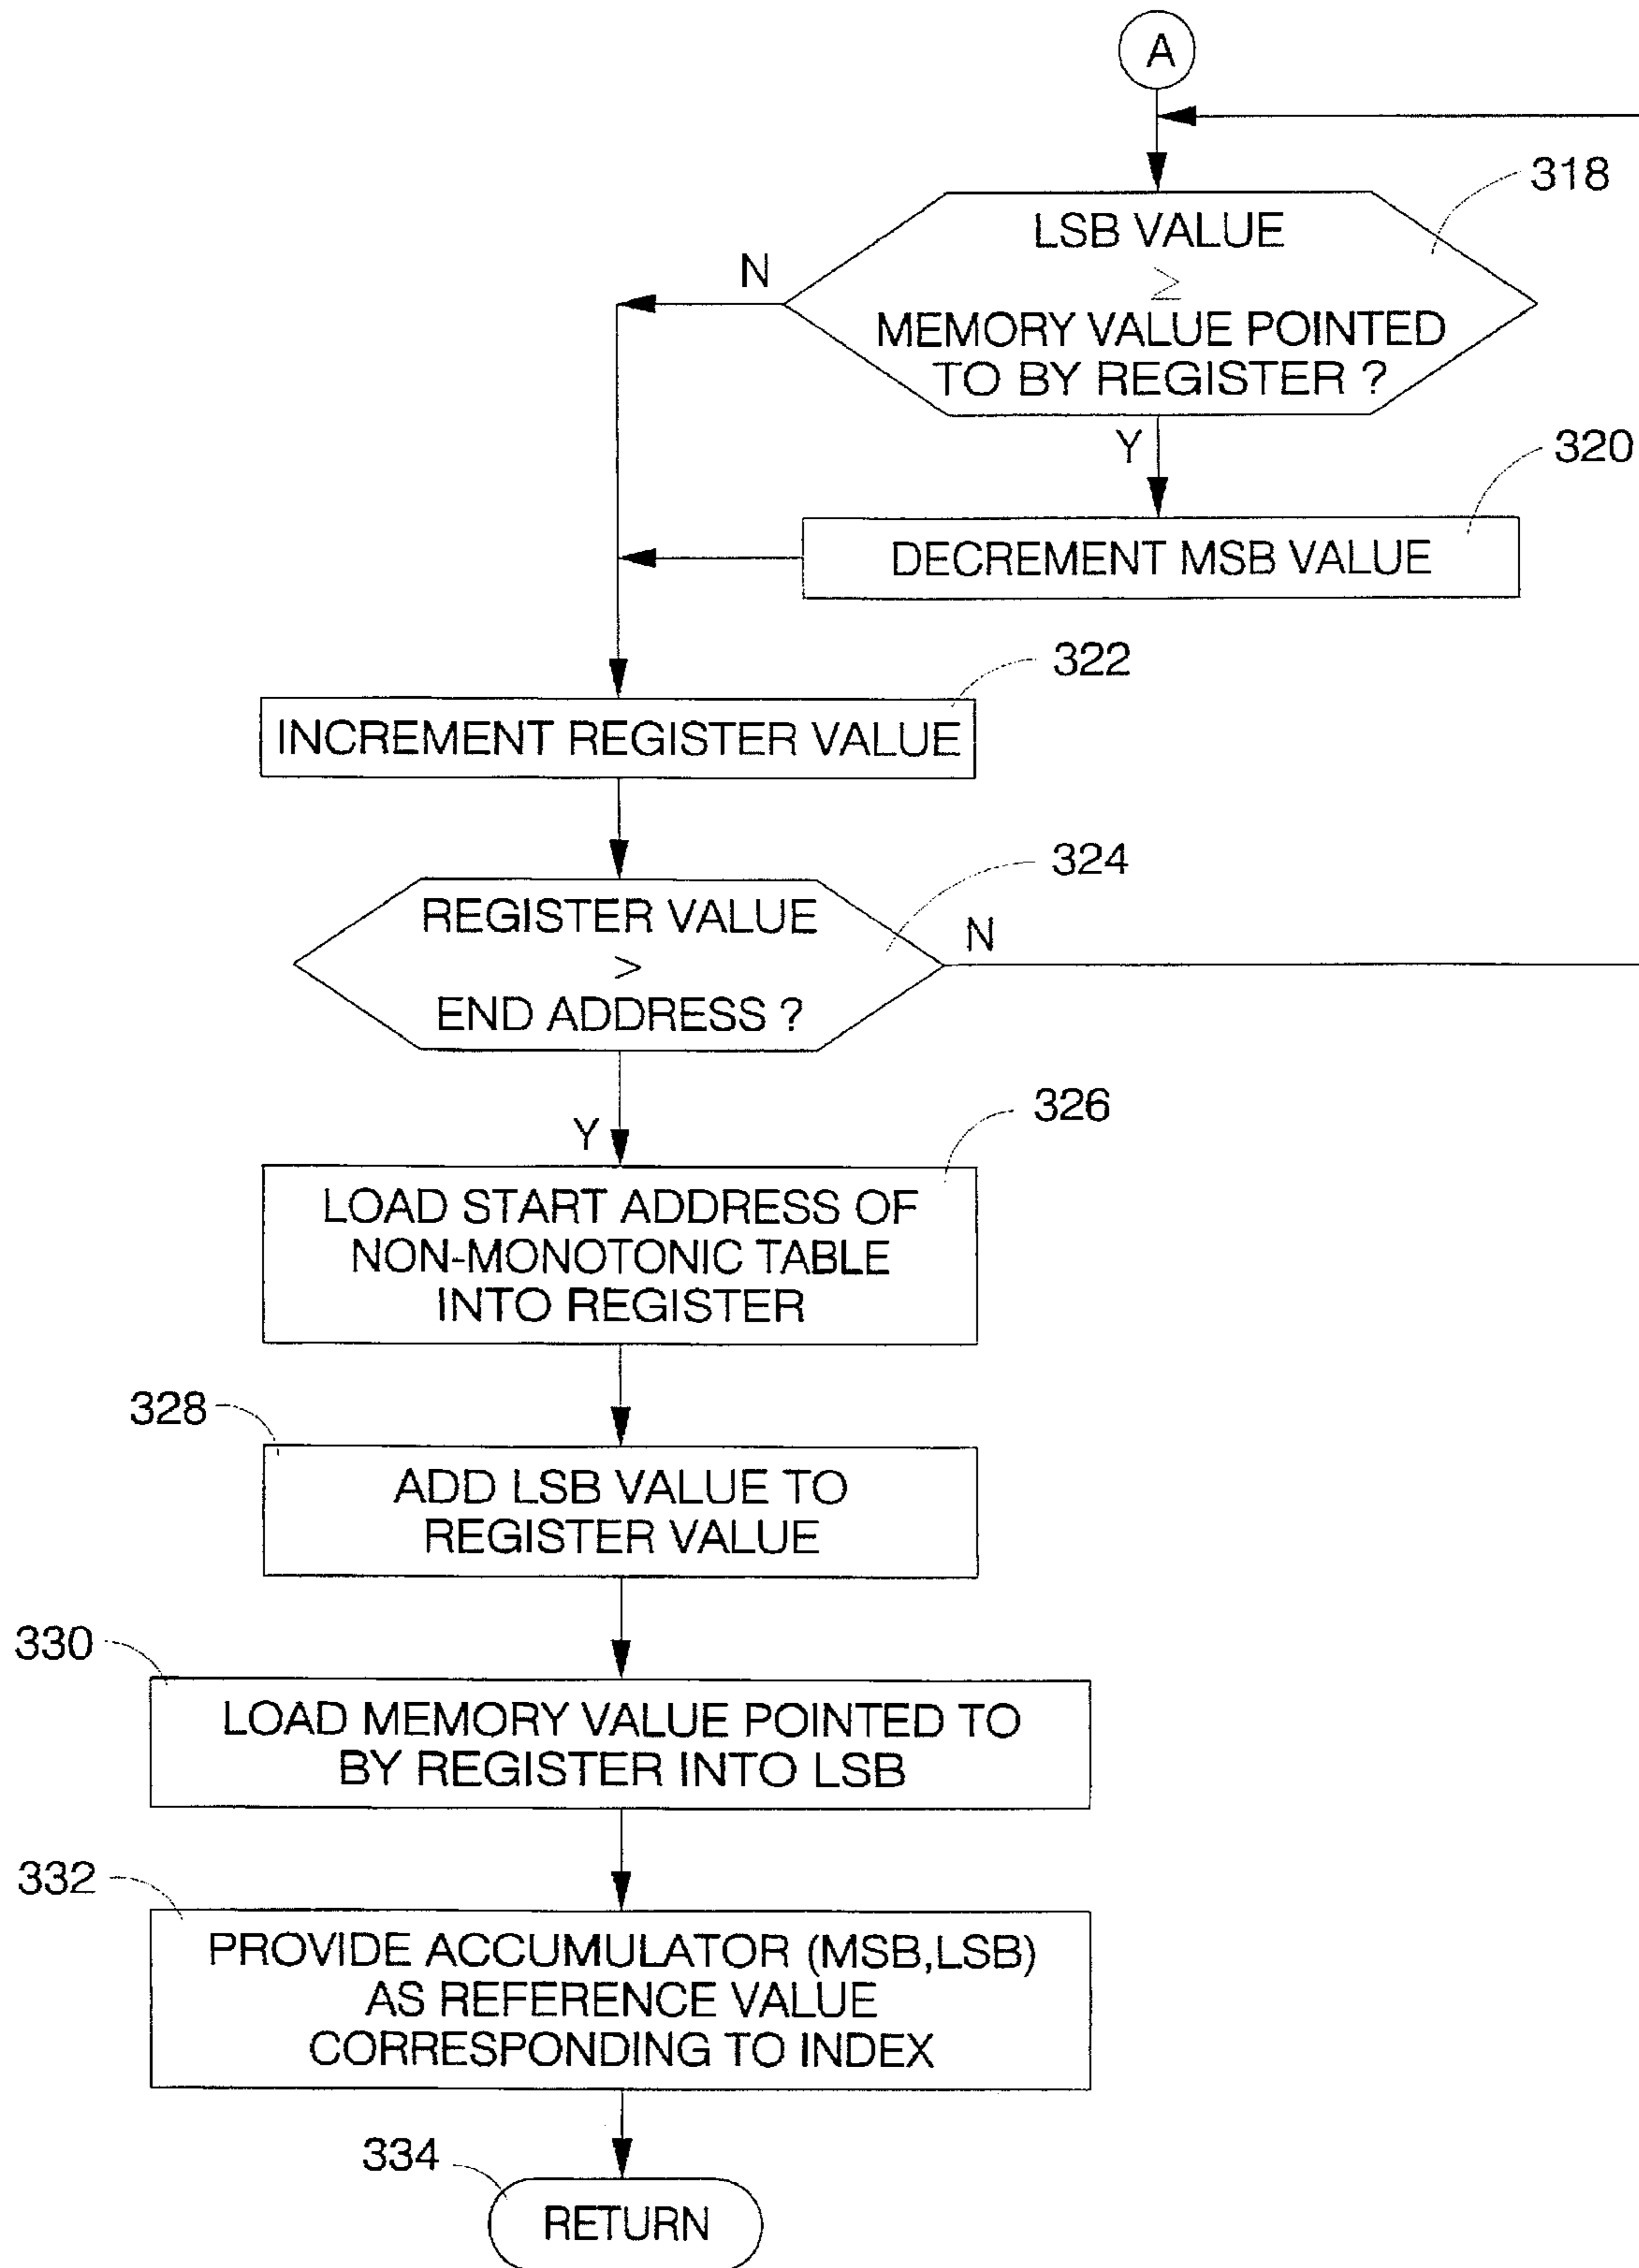 A
318
LSB VALUE
≥
MEMORY VALUE POINTED
TO BY REGISTER ?
N
Y
320
DECREMENT MSB VALUE
322
INCREMENT REGISTER VALUE
324
REGISTER VALUE
>
END ADDRESS ?
N
Y
326
LOAD START ADDRESS OF
NON-MONOTONIC TABLE
INTO REGISTER
328
ADD LSB VALUE TO
REGISTER VALUE
330
LOAD MEMORY VALUE POINTED TO
BY REGISTER INTO LSB
332
PROVIDE ACCUMULATOR (MSB,LSB)
AS REFERENCE VALUE
CORRESPONDING TO INDEX
334
RETURN